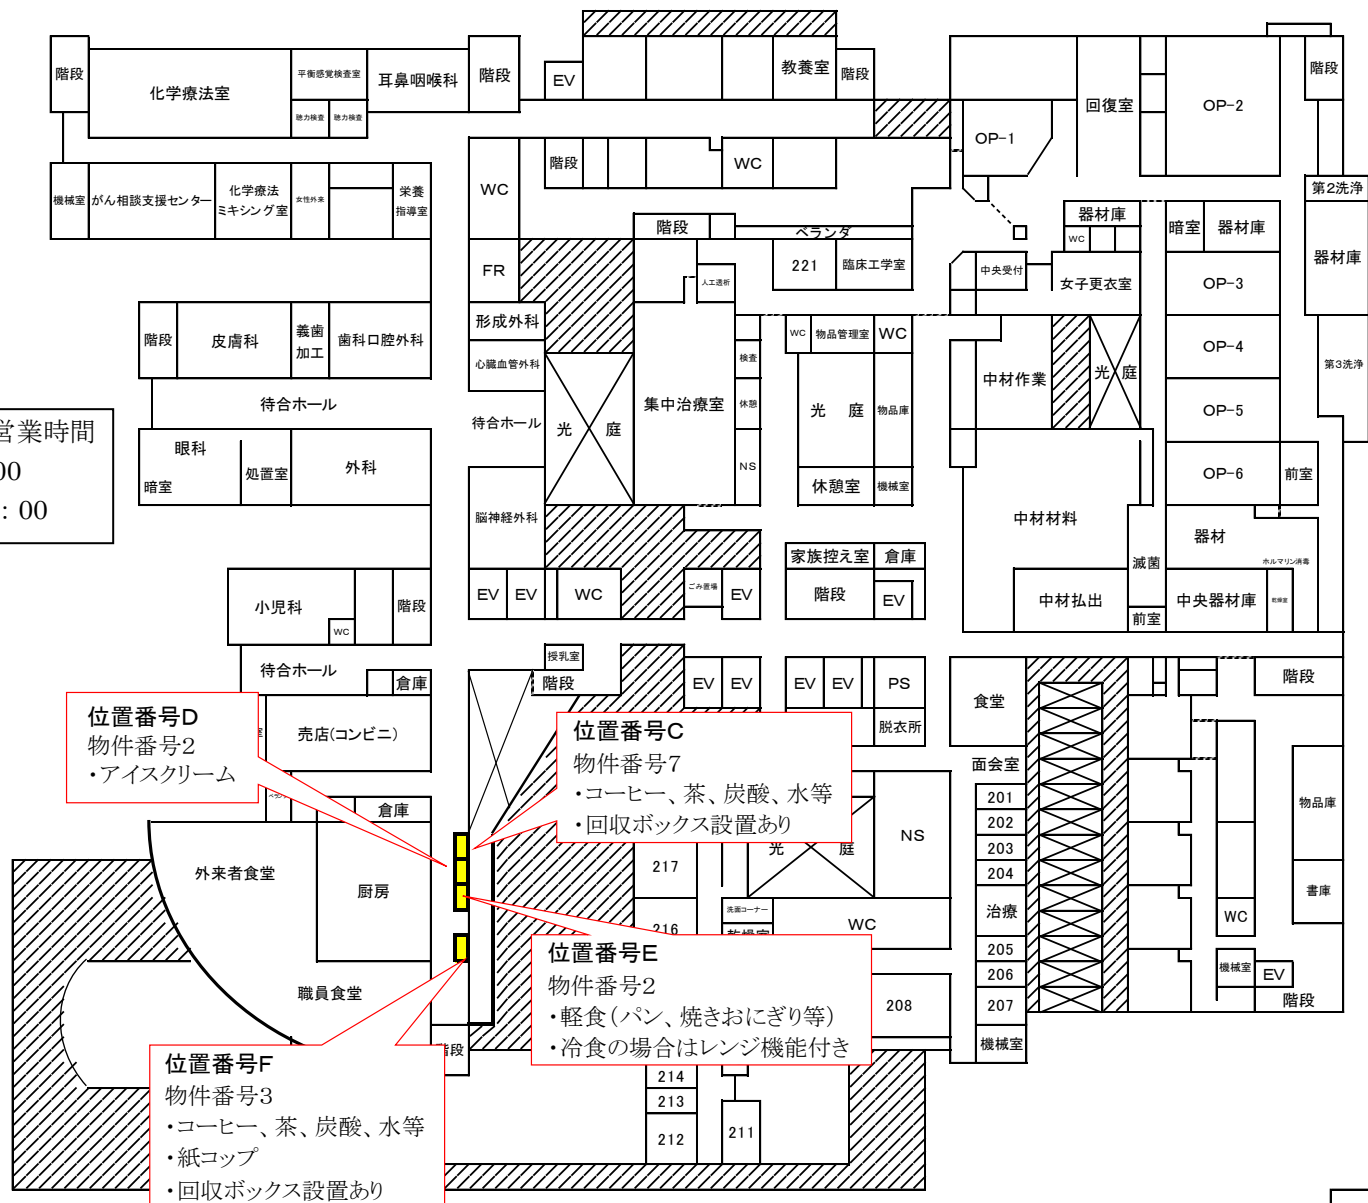 階段
化学療法室
平衡感覚検査室
聴力検査
聴力検査
耳鼻咽喉科
階段
EV
教養室
階段
OP-1
回復室
OP-2
階段
機械室
がん相談支援センター
化学療法
ミキシング室
女性外来
栄養
指導室
WC
階段
WC
第2洗浄
器材庫
WC
暗室
器材庫
器材庫
階段
ベランダ
FR
人工透析
221
臨床工学室
中央受付
女子更衣室
OP-3
階段
皮膚科
義歯
加工
歯科口腔外科
形成外科
心臓血管外科
WC
物品管理室
WC
検査
中材作業
光庭
OP-4
第3洗浄
待合ホール
待合ホール
光庭
集中治療室
休憩
光庭
物品庫
OP-5
営業時間
00
:00
眼科
暗室
処置室
外科
NS
休憩室
機械室
OP-6
前室
脳神経外科
中材材料
滅菌
器材
ホルマリン消毒
家族控え室
倉庫
EV
EV
WC
ごみ置場
EV
階段
EV
中材払出
前室
中央器材庫
乾燥室
小児科
WC
階段
待合ホール
倉庫
授乳室
階段
EV
EV
EV
EV
PS
食堂
階段
脱衣所
売店(コンビニ)
面会室
位置番号D
物件番号2
・アイスクリーム
位置番号C
物件番号7
・コーヒー、茶、炭酸、水等
・回収ボックス設置あり
倉庫
201
202
203
204
治療
205
206
207
機械室
物品庫
書庫
NS
光庭
外来者食堂
厨房
217
216
洗面コーナー
乾燥室
WC
WC
機械室
EV
階段
職員食堂
位置番号E
物件番号2
・軽食(パン、焼きおにぎり等)
・冷食の場合はレンジ機能付き
208
階段
位置番号F
物件番号3
・コーヒー、茶、炭酸、水等
・紙コップ
・回収ボックス設置あり
214
213
212
211